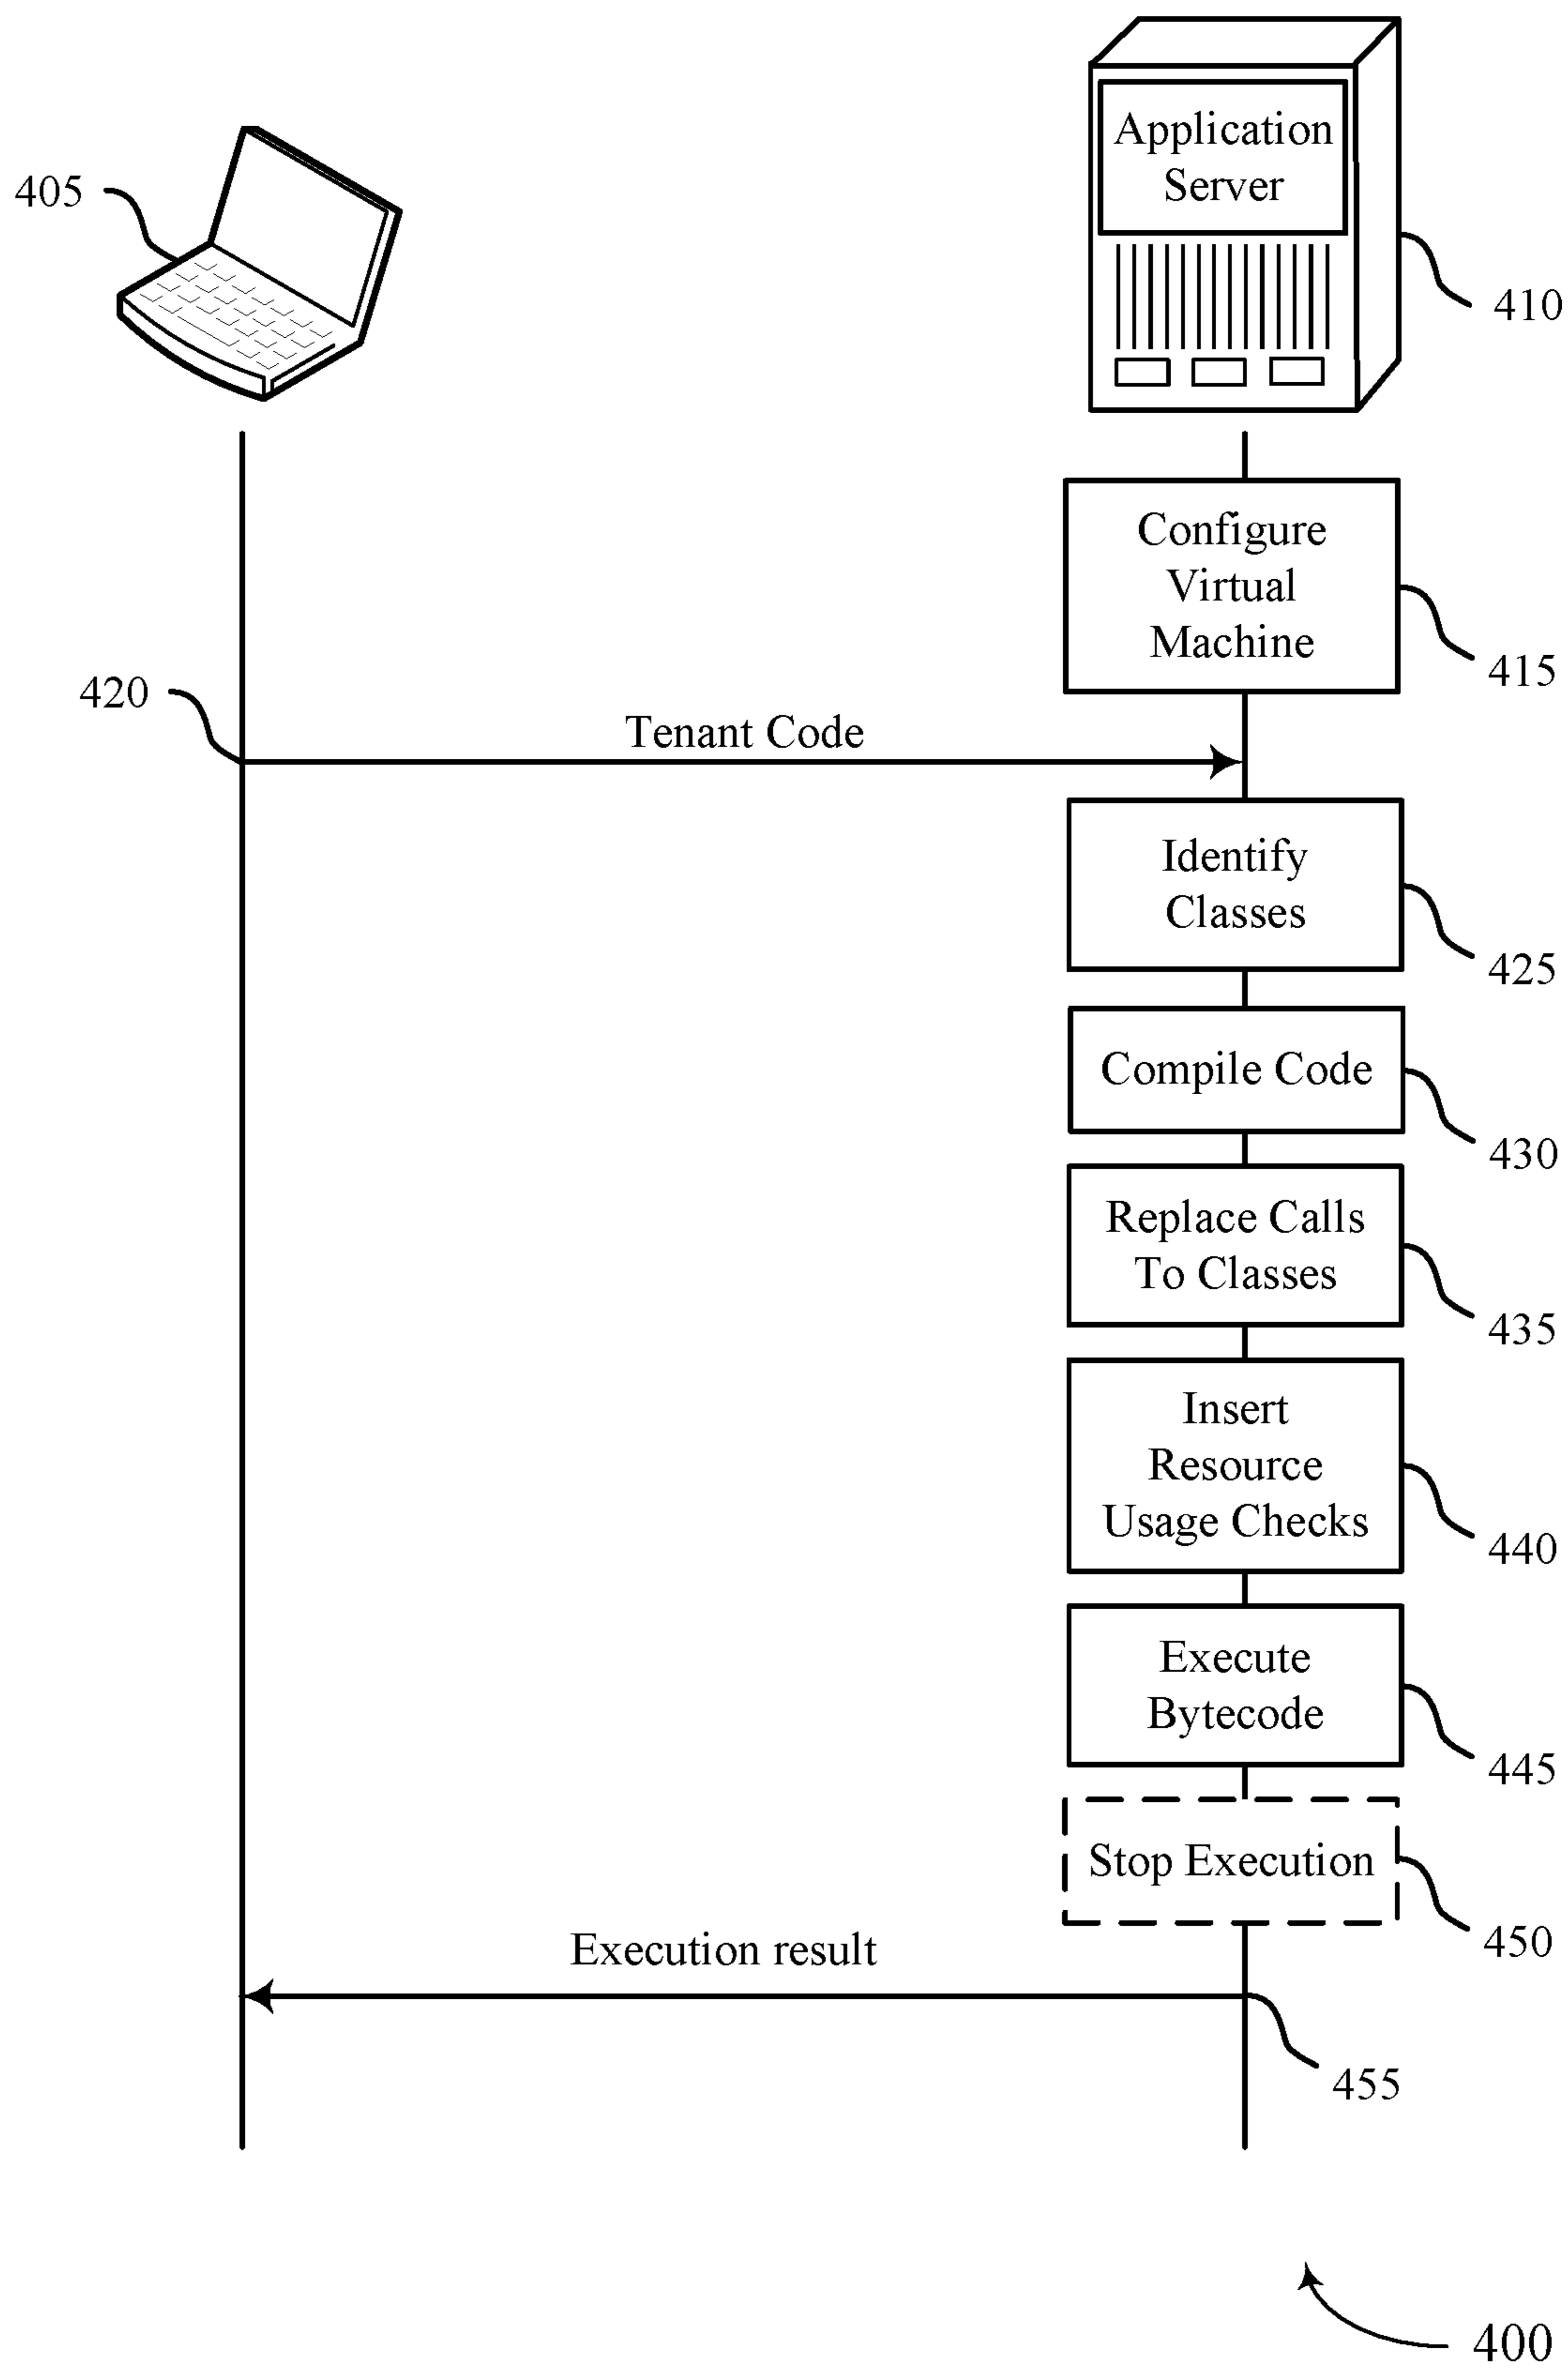 Application
Server
405
410
Configure
Virtual
Machine
415
420
Tenant Code
Identify
Classes
425
Compile Code
430
Replace Calls
To Classes
435
Insert
Resource
Usage Checks
440
Execute
Bytecode
445
Stop Execution
450
Execution result
455
400